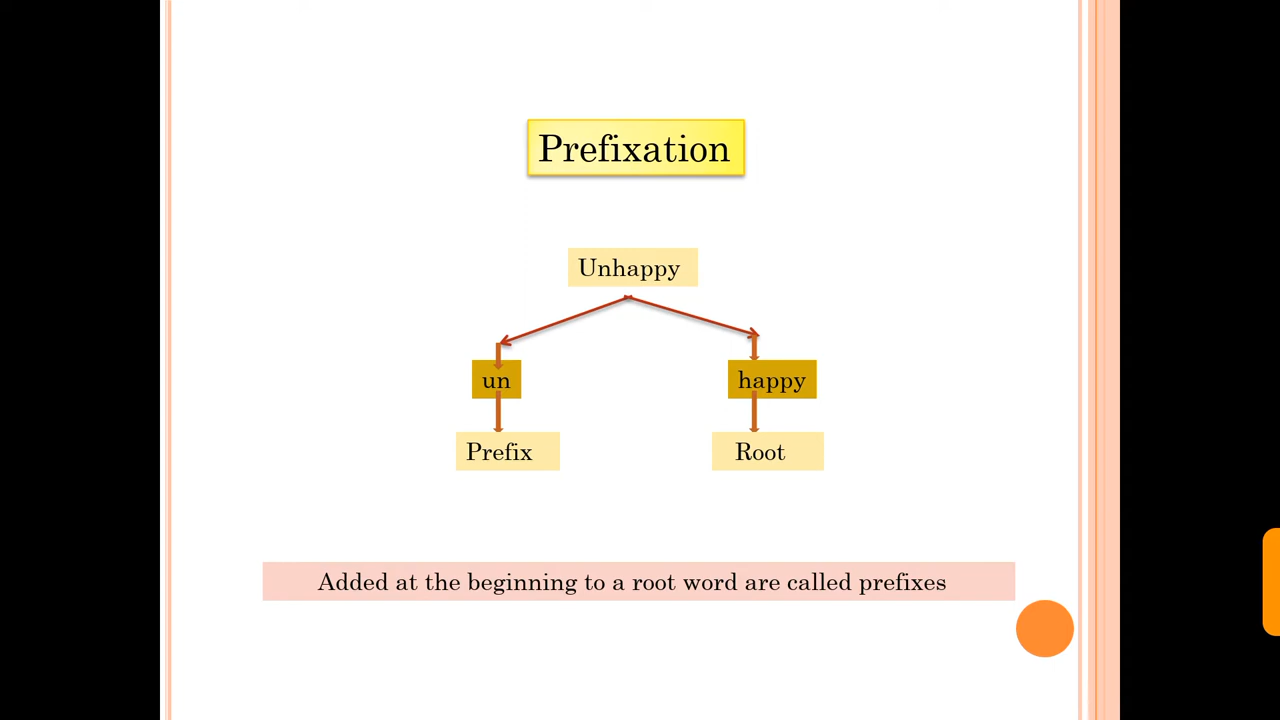 Prefixation
Unhappy
un happy
Prefix Root
Added at the beginning to a root word are called prefixes